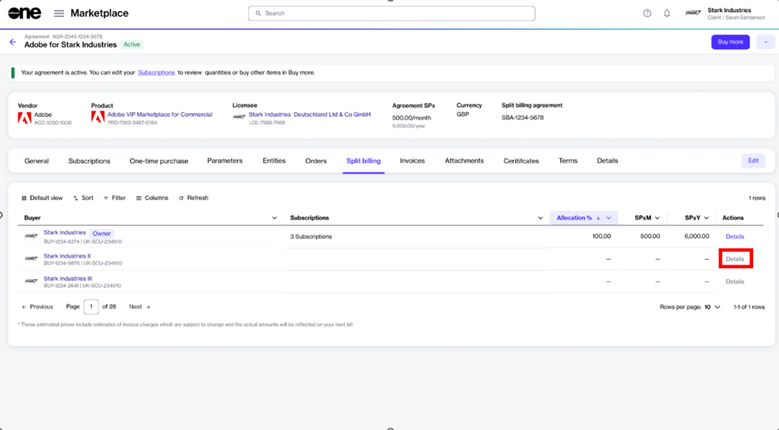 one Marketplace
Search
Stark Industries
Client / Sarah Sanderson
Agreement AGR-2343-1234-5678
Adobe for Stark Industries Active
Buy more
Your agreement is active. You can edit your Subscriptions to review quantities or buy other items in Buy more.
Vendor Product Licensee Agreement SPx Currency Split billing agreement
Adobe
ACC-1000-1000
Adobe VIP Marketplace for Commercial
PRD-7562-3467-0194
Stark Industries Deutschland Ltd & Co GmbH
LCE-7566-7469
500.00/month
6,000.00/year
GBP
SBA-1234-5678
General Subscriptions One-time purchase Parameters Entities Orders Split billing Invoices Attachments Ceritifcates Terms Details Edit
Default view Sort Filter Columns Refresh 1 rows
Buyer Subscriptions Allocation % SPxM SPxY Actions
Stark Industries Owner
BUY-1234-6274 | UK-SCU-234910
3 Subscriptions 100.00 500.00 6,000.00 Details
Stark Industries II
BUY-1234-9875 | UK-SCU-234910
– – – Details
Stark Industries III
BUY-1234-2641 | UK-SCU-234910
– – – Details
Previous Page 1 of 28 Next Rows per page: 10 1-1 of 1 rows
* These estimated prices include estimates of invoice charges which are subject to change and the actual amounts will be reflected on your next bill.